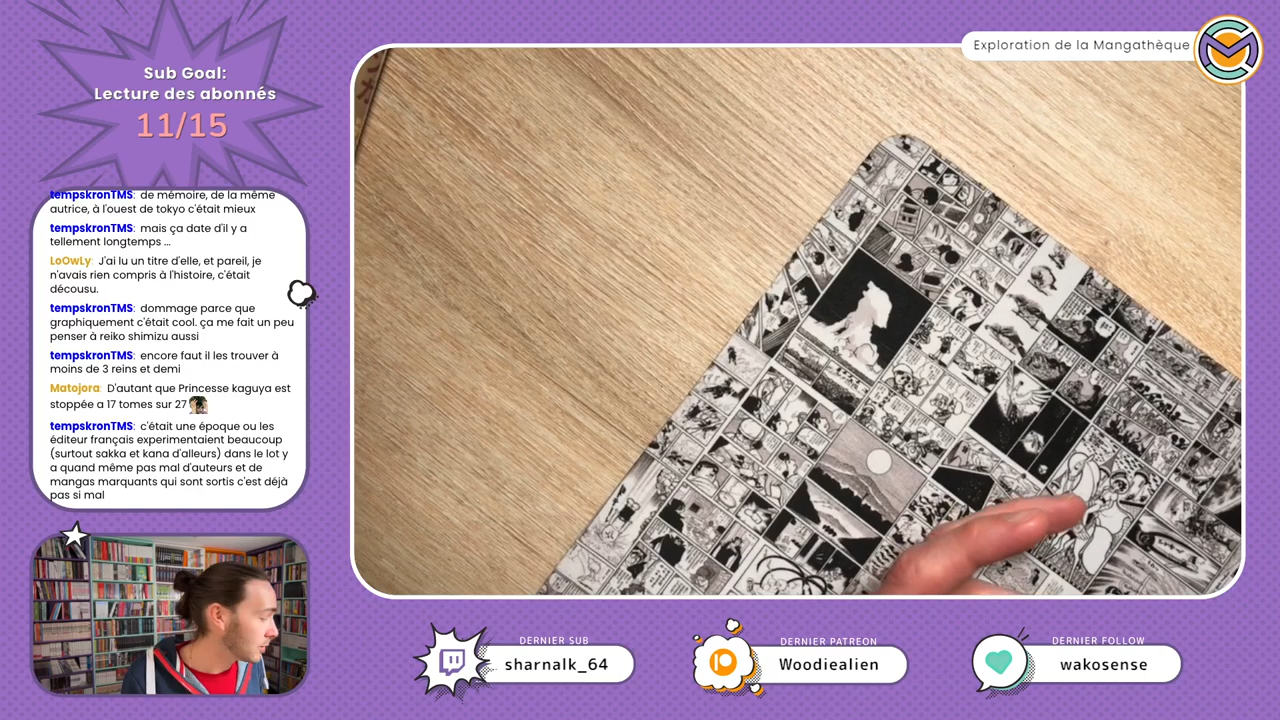 Sub Goal:
Lecture des abonnés
11/15
Exploration de la Mangathèque
tempskronTMS: de mémoire, de la même
autrice, à l'ouest de tokyo c'était mieux
tempskronTMS: mais ça date d'il y a
tellement longtemps ...
LoOwLy: J'ai lu un titre d'elle, et pareil, je
n'avais rien compris à l'histoire, c'était
décousu.
tempskronTMS: dommage parce que
graphiquement c'était cool. ça me fait un peu
penser à reiko shimizu aussi
tempskronTMS: encore faut il les trouver à
moins de 3 reins et demi
Matojora: D'autant que Princesse kaguya est
stoppée a 17 tomes sur 27
tempskronTMS: c'était une époque ou les
éditeur français experimentaient beaucoup
(surtout sakka et kana d'alleurs) dans le lot y
a quand même pas mal d'auteurs et de
mangas marquants qui sont sortis c'est déjà
pas si mal
DERNIER SUB
sharnalk_64
DERNIER PATREON
Woodiealien
DERNIER FOLLOW
wakosense